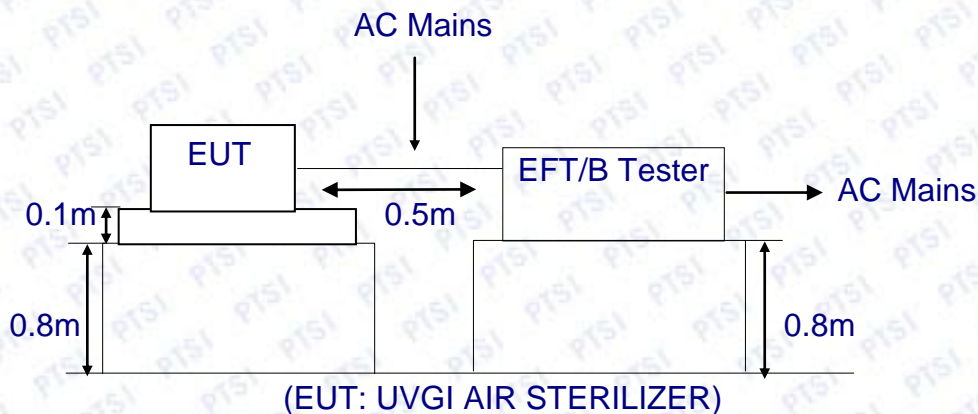 AC Mains
EUT
EFT/B Tester
AC Mains
0.1m
0.5m
0.8m
0.8m
(EUT: UVGI AIR STERILIZER)
PTSI